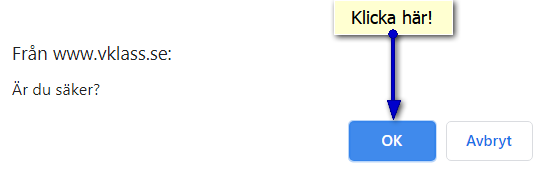 Klicka här!
Från www.vklass.se:
Är du säker?
OK
Avbryt